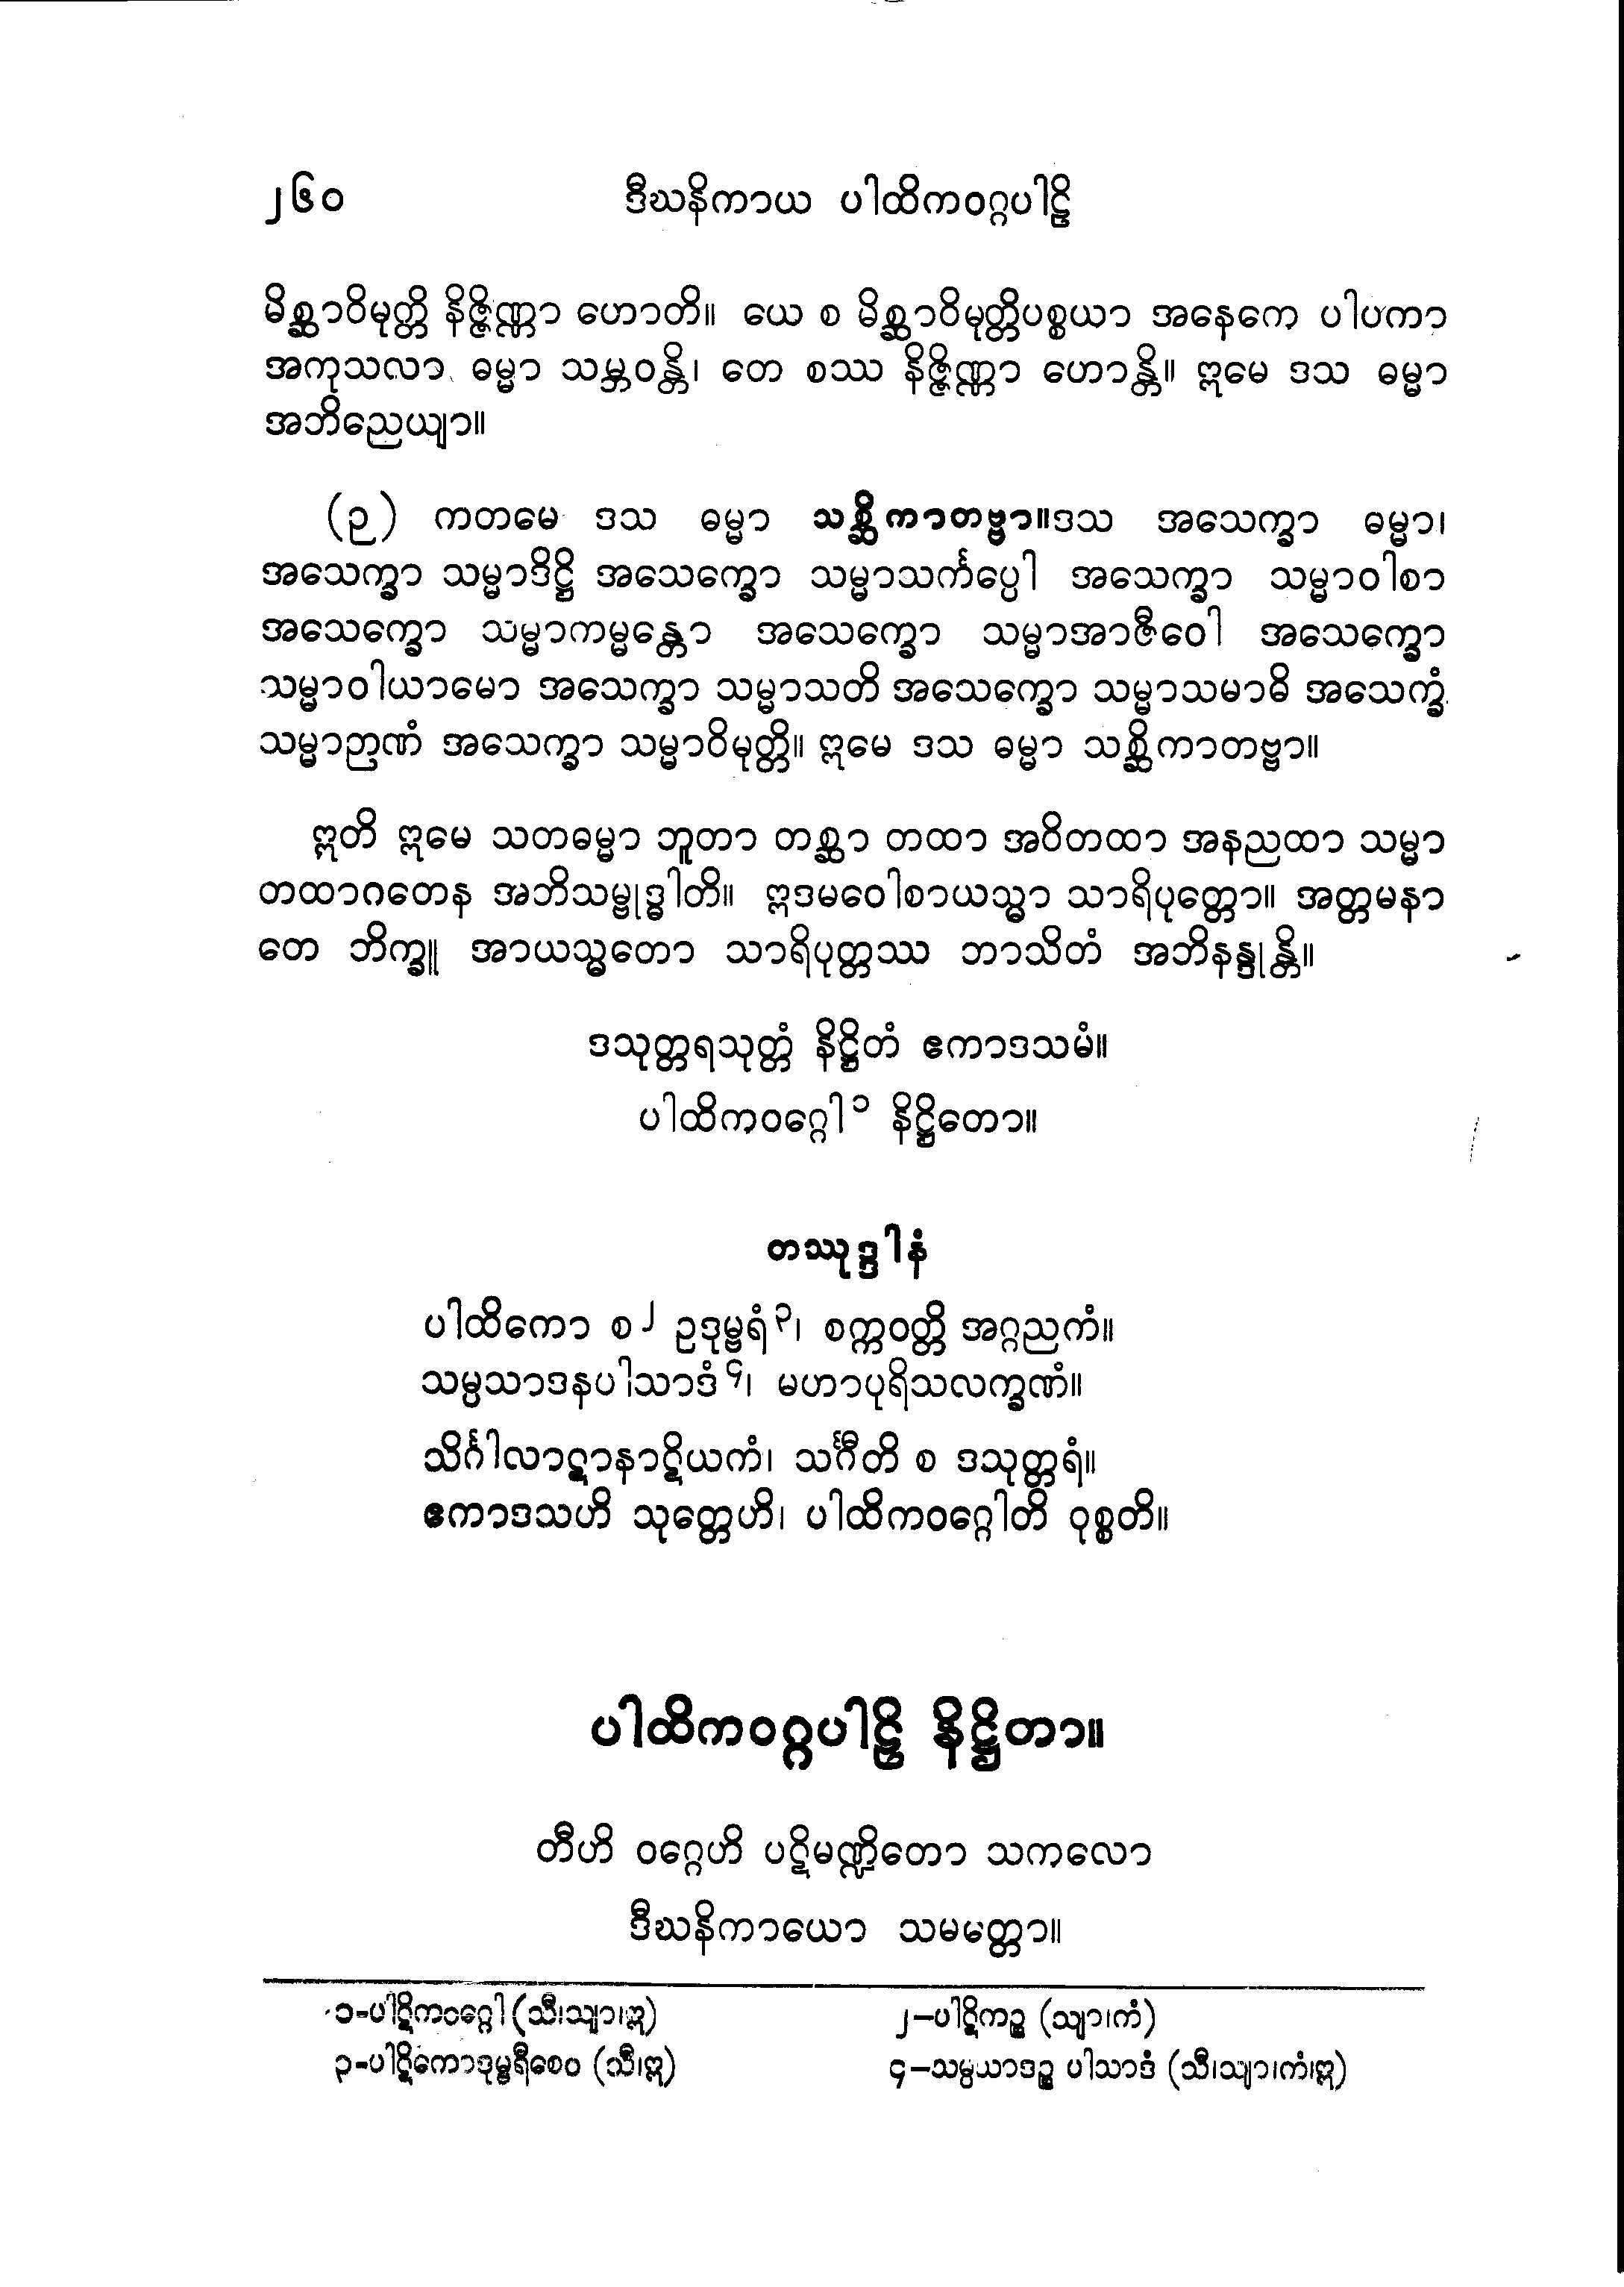 ၂၆၀ ဒီဃနိကာယ ပါထိကဝဂ္ဂပါဠိ
မိစ္ဆာဝိမုတ္တိ နိဇ္ဇိဏ္ဏာ ဟောတိ။ ယေ စ မိစ္ဆာဝိမုတ္တိပစ္စယာ အနေကေ ပါပကာ
အကုသလာ ဓမ္မာ သမ္ဘဝန္တိ၊ တေ စဿ နိဇ္ဇိဏ္ဏာ ဟောန္တိ။ ဣမေ ဒသ ဓမ္မာ
အဘိညေယျာ။
(ဉ) ကတမေ ဒသ ဓမ္မာ သစ္ဆိကာတဗ္ဗာ။ဒသ အသေက္ခာ ဓမ္မာ၊
အသေက္ခာ သမ္မာဒိဋ္ဌိ အသေက္ခော သမ္မာသင်္ကပ္ပေါ အသေက္ခာ သမ္မာဝါစာ
အသေက္ခော သမ္မာကမ္မန္တော အသေက္ခော သမ္မာအာဇီဝေါ အသေက္ခော
သမ္မာဝါယာမော အသေက္ခာ သမ္မာသတိ အသေက္ခော သမ္မာသမာဓိ အသေက္ခံ
သမ္မာဉာဏံ အသေက္ခာ သမ္မာဝိမုတ္တိ။ ဣမေ ဒသ ဓမ္မာ သစ္ဆိကာတဗ္ဗာ။
ဣတိ ဣမေ သတဓမ္မာ ဘူတာ တစ္ဆာ တထာ အဝိတထာ အနညထာ သမ္မာ
တထာဂတေန အဘိသမ္ဗုဒ္ဓါတိ။ ဣဒမဝေါစာယသ္မာ သာရိပုတ္တော။ အတ္တမနာ
တေ ဘိက္ခူ အာယသ္မတော သာရိပုတ္တဿ ဘာသိတံ အဘိနန္ဒုန္တိ။
ဒသုတ္တရသုတ္တံ နိဋ္ဌိတံ ဧကာဒသမံ။
ပါထိကဝဂ္ဂေါ၁ နိဋ္ဌိတော။
တဿုဒ္ဒါနံ
ပါထိကော စ၂ ဥဒုမ္ဗရံ၃၊ စက္ကဝတ္တိ အဂ္ဂညကံ။
သမ္ပသာဒနပါသာဒံ၄၊ မဟာပုရိသလက္ခဏံ။
သိင်္ဂါလာဋာနာဋိယကံ၊ သင်္ဂီတိ စ ဒသုတ္တရံ။
ဧကာဒသဟိ သုတ္တေဟိ၊ ပါထိကဝဂ္ဂေါတိ ဝုစ္စတိ။
ပါထိကဝဂ္ဂပါဠိ နိဋ္ဌိတာ။
တီဟိ ဝဂ္ဂေဟိ ပဋိမဏ္ဍိတော သကလော
ဒီဃနိကာယော သမတ္တော။
၁-ပါဋိကဝဂ္ဂေါ (သီ၊သျာ၊ဣ) ၂-ပါဋိကဉ္စ (သျာ၊ကံ)
၃-ပါဋိကောဒုမ္ဗရီစေဝ (သီ၊ဣ) ၄-သမ္ပသာဒဉ္စ ပါသာဒံ (သီ၊သျာ၊ကံ၊ဣ)